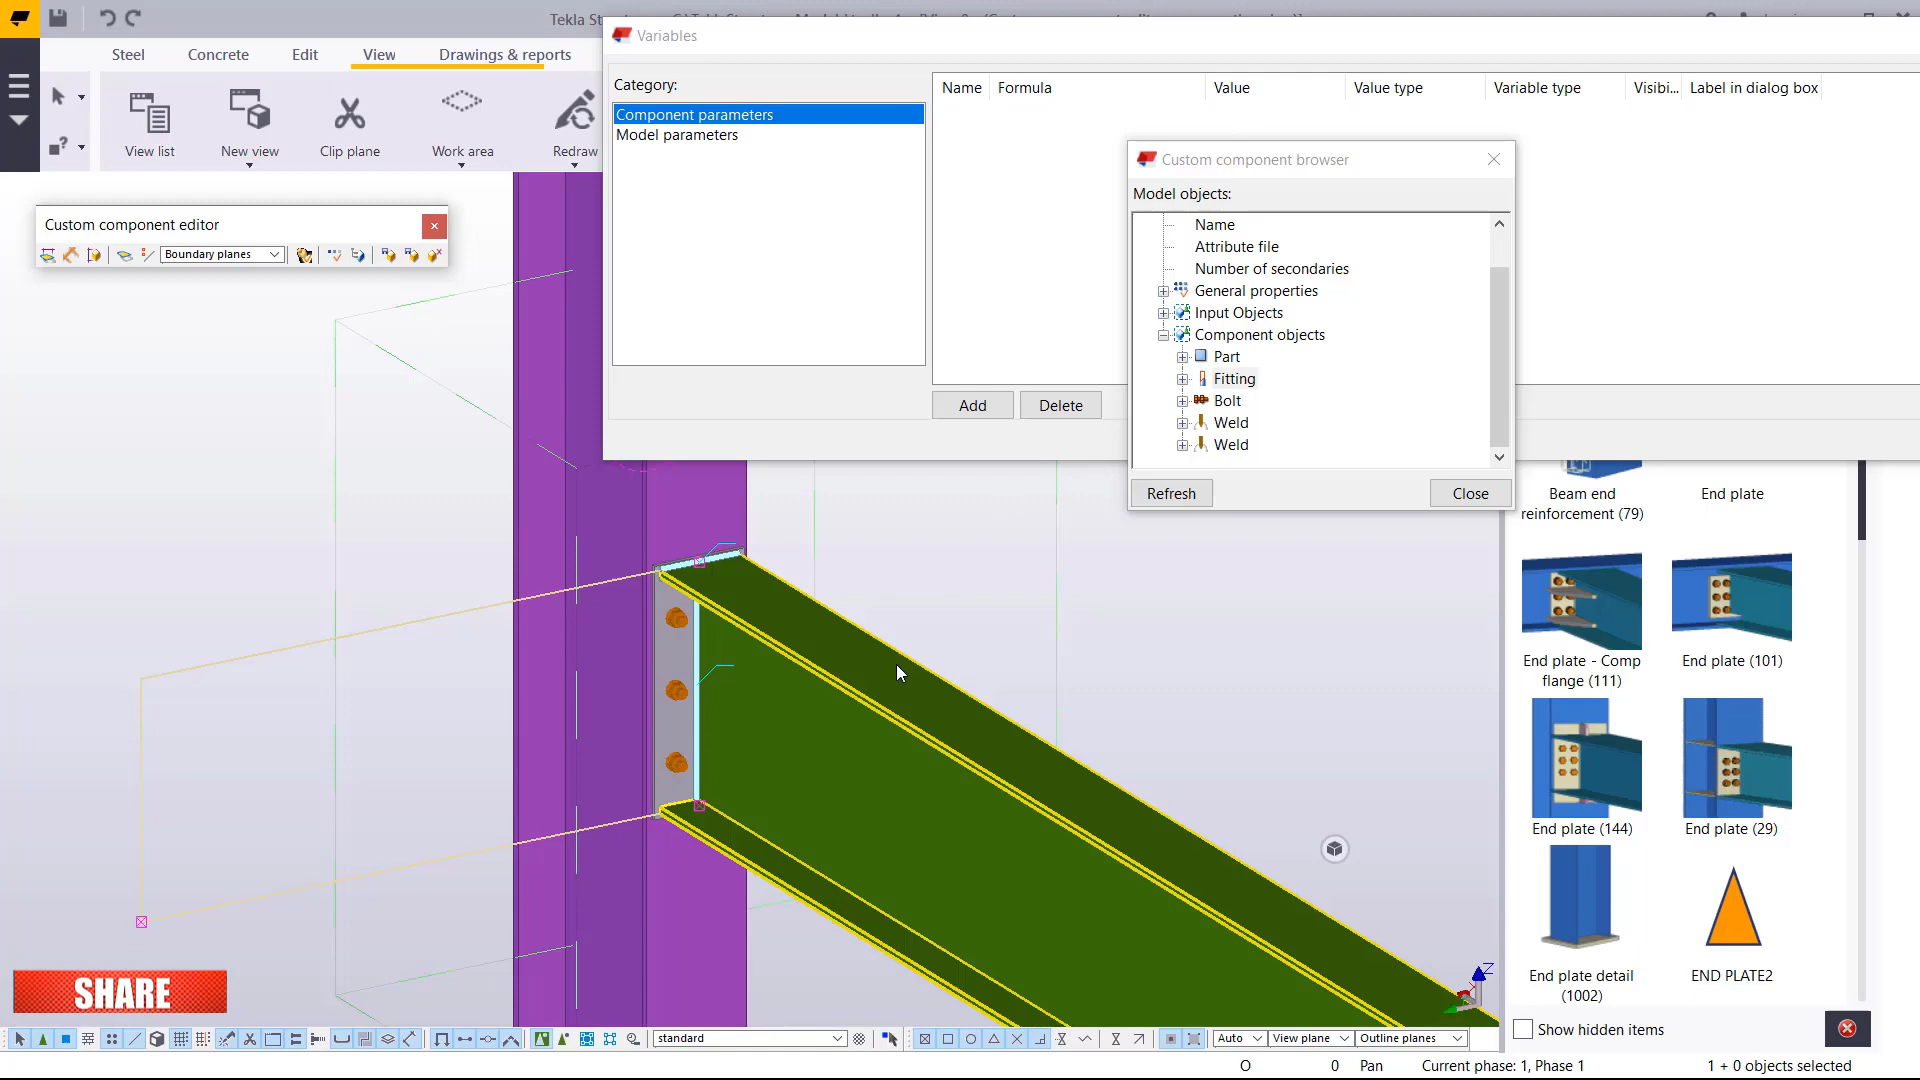 Tekla St
Variables
Steel
Concrete
Edit
View
Drawings & reports
Category:
Component parameters
Model parameters
Name
Formula
Value
Value type
Variable type
Visibi...
Label in dialog box
View list
New view
Clip plane
Work area
Redraw
Custom component editor
Boundary planes
Add
Delete
Custom component browser
Model objects:
Name
Attribute file
Number of secondaries
General properties
Input Objects
Component objects
Part
Fitting
Bolt
Weld
Weld
Refresh
Close
Beam end
reinforcement (79)
End plate
End plate - Comp
flange (111)
End plate (101)
End plate (144)
End plate (29)
End plate detail
(1002)
END PLATE2
Show hidden items
SHARE
Z
standard
Auto
View plane
Outline planes
O
0
Pan
Current phase: 1, Phase 1
1 + 0 objects selected